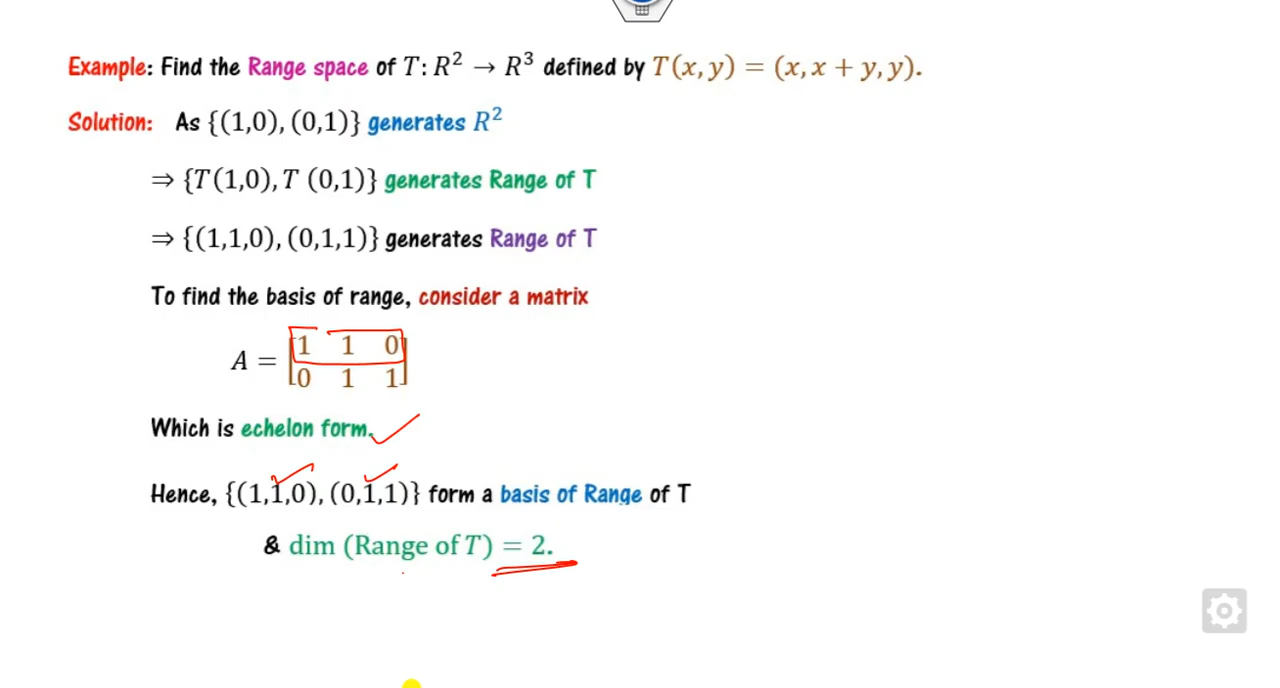 Example: Find the Range space of T: R² → R³ defined by T(x, y) = (x, x + y, y).
Solution: As {(1,0), (0,1)} generates R²
⇒ {T(1,0), T (0,1)} generates Range of T
⇒ {(1,1,0), (0,1,1)} generates Range of T
To find the basis of range, consider a matrix
A = [1 1 0
0 1 1]
Which is echelon form.
Hence, {(1,1,0), (0,1,1)} form a basis of Range of T
& dim (Range of T) = 2.